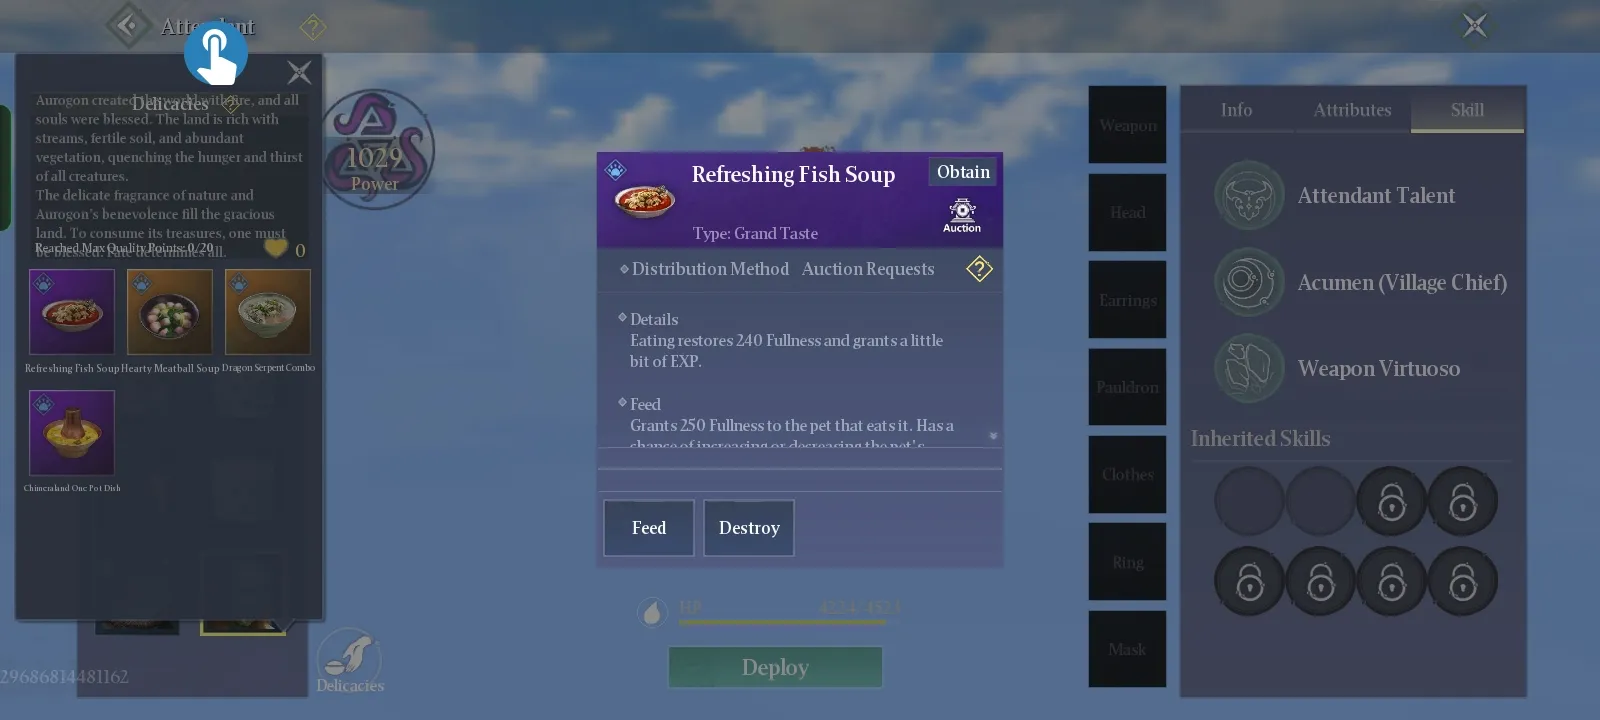 Attendant
?
Delicacies ?
Aurogon created the world with fire, and all
souls were blessed. The land is rich with
streams, fertile soil, and abundant
vegetation, quenching the hunger and thirst
of all creatures.
The delicate fragrance of nature and
Aurogon's benevolence fill the gracious
land. To consume its treasures, one must
be blessed. Fate determines all.
Reached Max Quality Points: 0/20
0
Refreshing Fish Soup
Hearty Meatball Soup
Dragon Serpent Combo
Chimeraland One Pot Dish
29686814481162
Delicacies
1029
Power
Refreshing Fish Soup
Obtain
Auction
Type: Grand Taste
Distribution Method Auction Requests ?
Details
Eating restores 240 Fullness and grants a little
bit of EXP.
Feed
Grants 250 Fullness to the pet that eats it. Has a
chance of increasing or decreasing the pet's
Feed
Destroy
HP
Deploy
Weapon
Head
Earrings
Pauldron
Clothes
Ring
Mask
Info
Attributes
Skill
Attendant Talent
Acumen (Village Chief)
Weapon Virtuoso
Inherited Skills